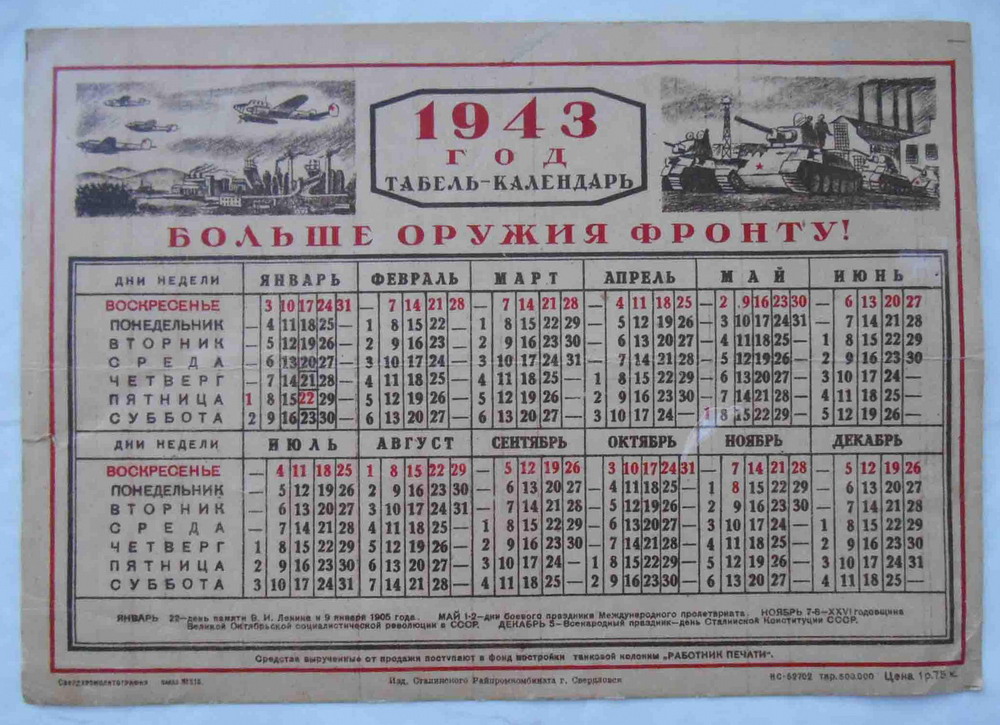 1943
ГОД
ТАБЕЛЬ-КАЛЕНДАРЬ
БОЛЬШЕ ОРУЖИЯ ФРОНТУ!
ДНИ НЕДЕЛИ ЯНВАРЬ ФЕВРАЛЬ МАРТ АПРЕЛЬ МАЙ ИЮНЬ
ВОСКРЕСЕНЬЕ — 3 10 17 24 31 — 7 14 21 28 — 7 14 21 28 — 4 11 18 25 — 2 9 16 23 30 — 6 13 20 27
ПОНЕДЕЛЬНИК — 4 11 18 25 — 1 8 15 22 — 1 8 15 22 29 — 5 12 19 26 — 3 10 17 24 31 — 7 14 21 28
ВТОРНИК — 5 12 19 26 — 2 9 16 23 — 2 9 16 23 30 — 6 13 20 27 — 4 11 18 25 — 1 8 15 22 29
СРЕДА — 6 13 20 27 — 3 10 17 24 — 3 10 17 24 31 — 7 14 21 28 — 5 12 19 26 — 2 9 16 23 30
ЧЕТВЕРГ — 7 14 21 28 — 4 11 18 25 — 4 11 18 25 — 1 8 15 22 29 — 6 13 20 27 — 3 10 17 24 —
ПЯТНИЦА 1 8 15 22 29 — 5 12 19 26 — 5 12 19 26 — 2 9 16 23 30 — 7 14 21 28 — 4 11 18 25 —
СУББОТА 2 9 16 23 30 — 6 13 20 27 — 6 13 20 27 — 3 10 17 24 — 1 8 15 22 29 — 5 12 19 26 —
ДНИ НЕДЕЛИ ИЮЛЬ АВГУСТ СЕНТЯБРЬ ОКТЯБРЬ НОЯБРЬ ДЕКАБРЬ
ВОСКРЕСЕНЬЕ — 4 11 18 25 1 8 15 22 29 — 5 12 19 26 3 10 17 24 31 — 7 14 21 28 — 5 12 19 26
ПОНЕДЕЛЬНИК — 5 12 19 26 2 9 16 23 30 — 6 13 20 27 — 4 11 18 25 — 1 8 15 22 29 — 6 13 20 27
ВТОРНИК — 6 13 20 27 3 10 17 24 31 — 7 14 21 28 — 5 12 19 26 — 2 9 16 23 30 — 7 14 21 28
СРЕДА — 7 14 21 28 4 11 18 25 — 1 8 15 22 29 — 6 13 20 27 — 3 10 17 24 — 1 8 15 22 29
ЧЕТВЕРГ 1 8 15 22 29 5 12 19 26 — 2 9 16 23 30 — 7 14 21 28 — 4 11 18 25 — 2 9 16 23 30
ПЯТНИЦА 2 9 16 23 30 6 13 20 27 — 3 10 17 24 — 1 8 15 22 29 — 5 12 19 26 — 3 10 17 24 31
СУББОТА 3 10 17 24 31 7 14 21 28 — 4 11 18 25 — 2 9 16 23 30 — 6 13 20 27 — 4 11 18 25 —
ЯНВАРЬ 22-день памяти В. И. Ленина и 9 января 1905 года. МАЙ 1-2-дни боевого праздника Международного пролетариата. НОЯБРЬ 7-8-XXVI годовщина
Великой Октябрьской социалистической революции в СССР. ДЕКАБРЬ 5-Всенародный праздник-день Сталинской Конституции СССР.
Средства вырученные от продажи поступают в фонд постройки танковой колонны „РАБОТНИК ПЕЧАТИ".
Изд. Сталинского Райпромкомбината г. Свердловск
НС-52702 тир. 500.000 Цена 1 р. 75 к.